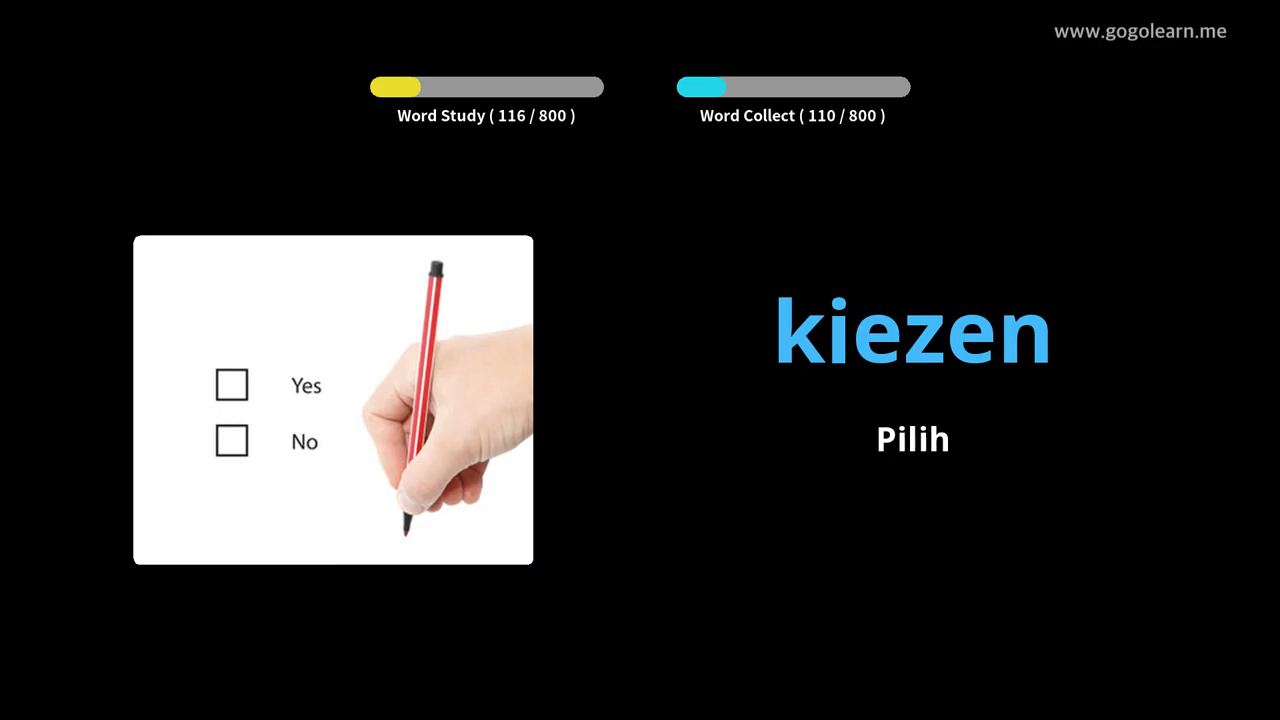 www.gogolearn.me
Word Study ( 116 / 800 )
Word Collect ( 110 / 800 )
Yes
No
kiezen
Pilih